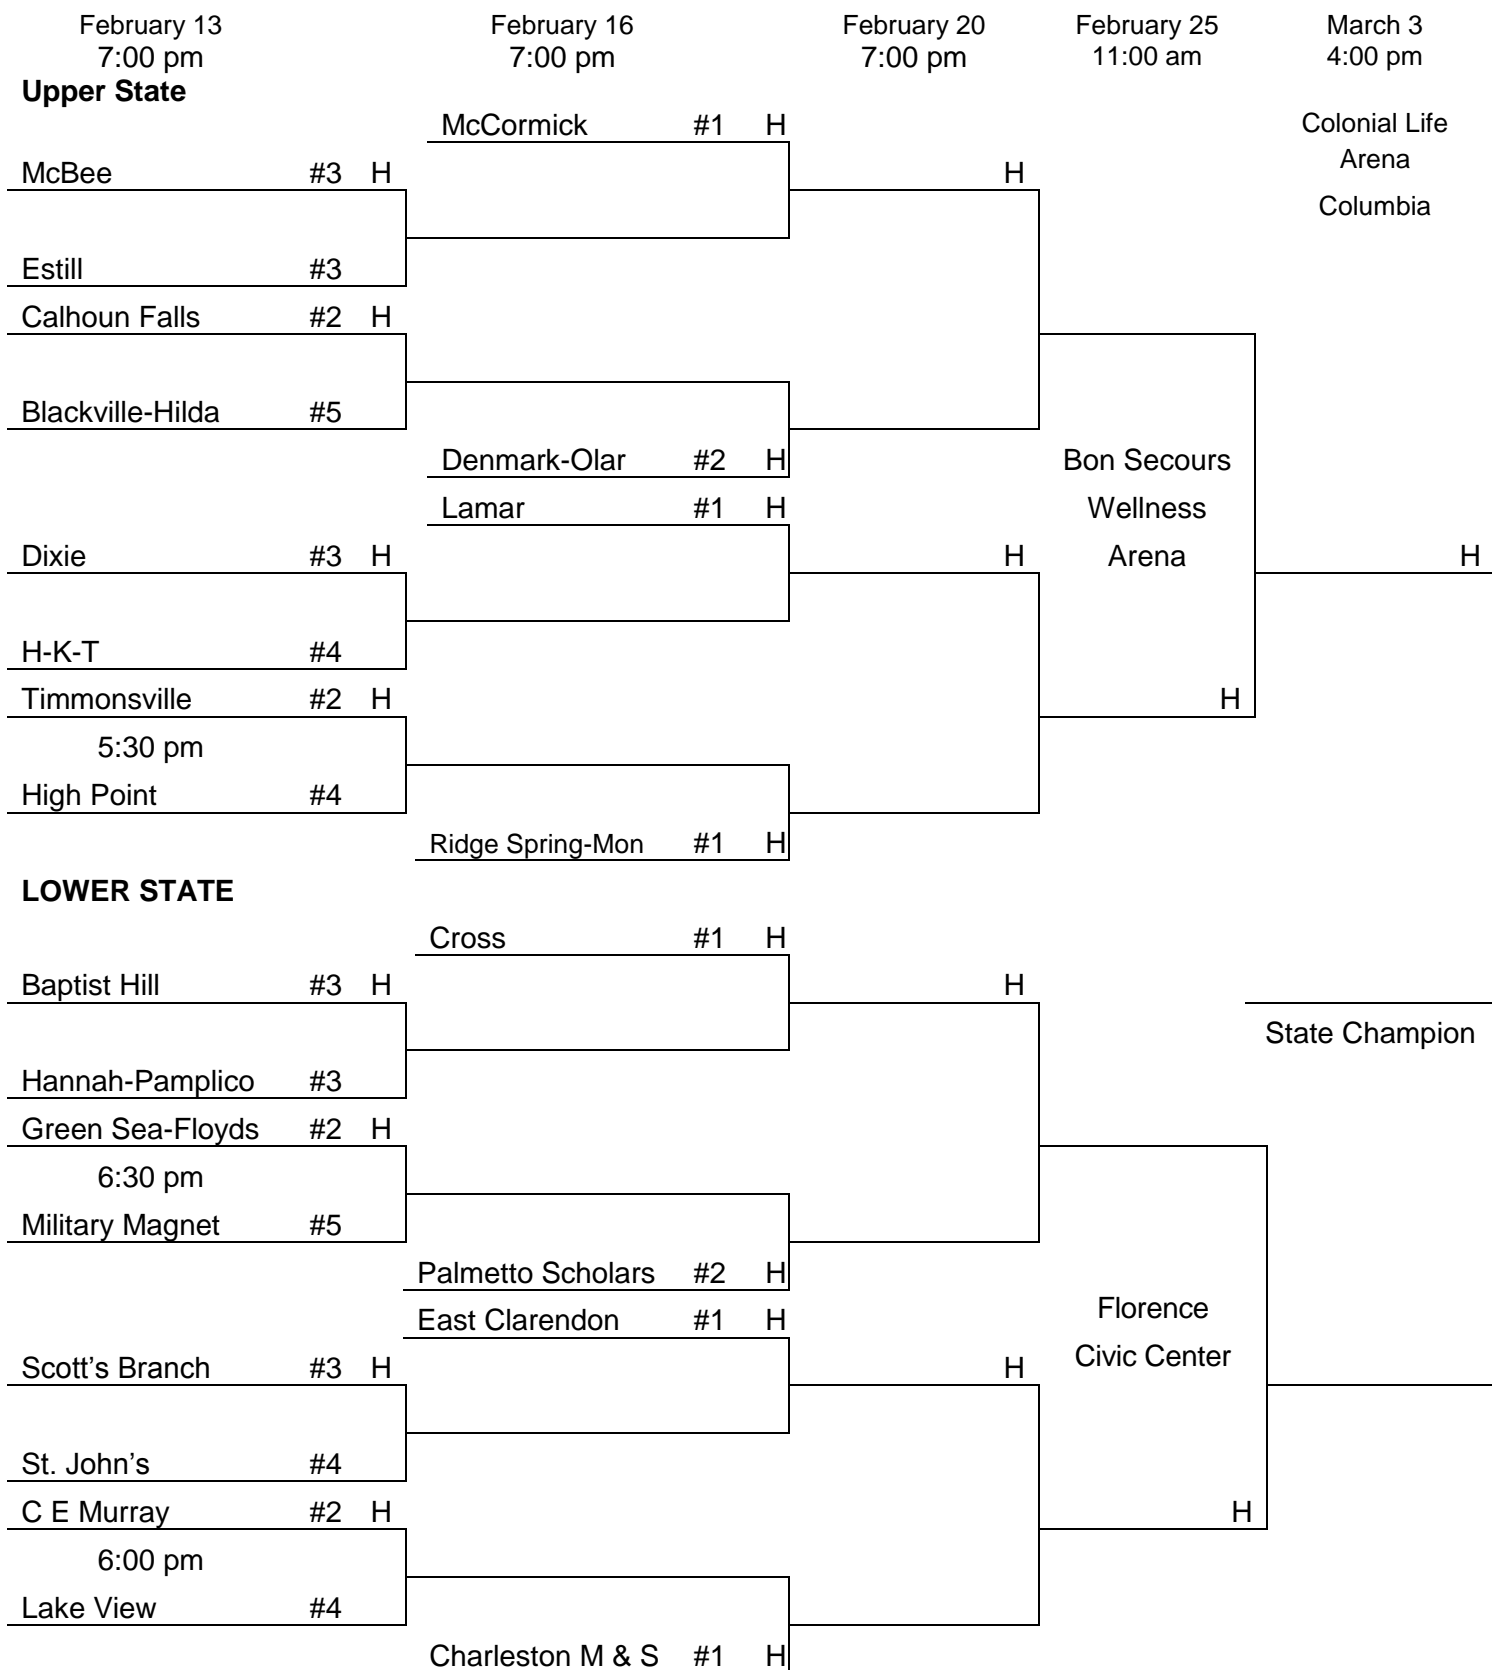 February 13 February 16 February 20 February 25 March 3
7:00 pm 7:00 pm 7:00 pm 11:00 am 4:00 pm
Upper State
McCormick #1 H Colonial Life
Arena
McBee #3 H H
Columbia
Estill #3
Calhoun Falls #2 H
Blackville-Hilda #5
Denmark-Olar #2 H Bon Secours
Lamar #1 H Wellness
Dixie #3 H H Arena H
H-K-T #4
Timmonsville #2 H H
5:30 pm
High Point #4
Ridge Spring-Mon #1 H
LOWER STATE
Cross #1 H
Baptist Hill #3 H H
State Champion
Hannah-Pamplico #3
Green Sea-Floyds #2 H
6:30 pm
Military Magnet #5
Palmetto Scholars #2 H
Florence
East Clarendon #1 H
Civic Center
Scott’s Branch #3 H H
St. John’s #4
C E Murray #2 H H
6:00 pm
Lake View #4
Charleston M & S #1 H